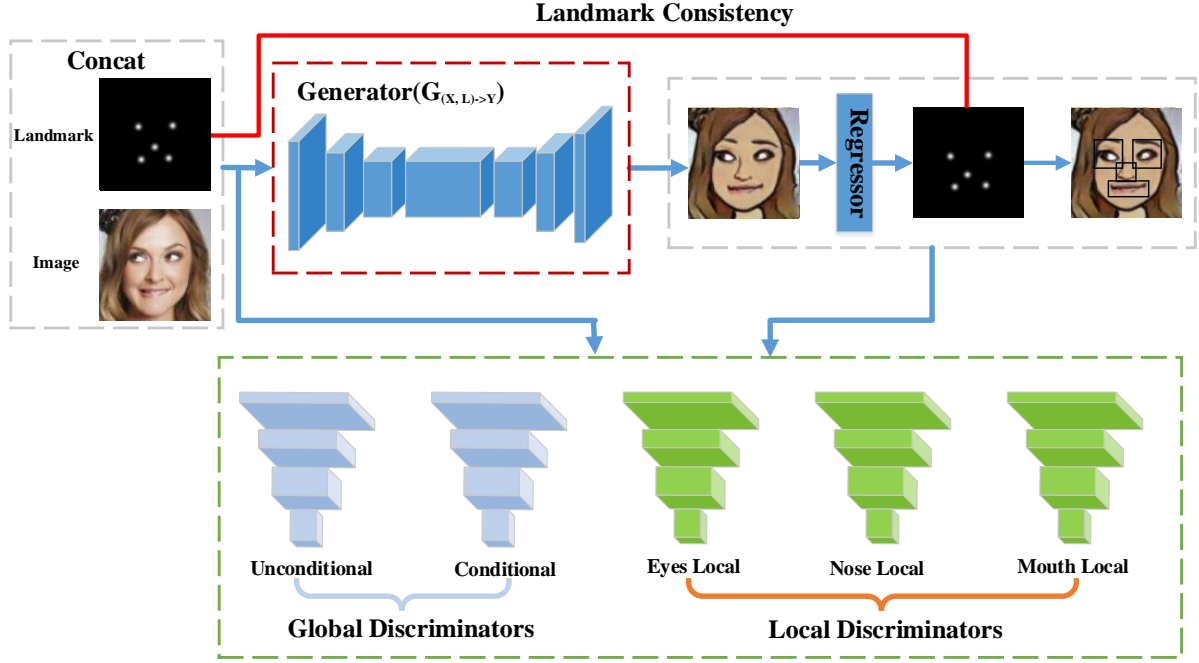 Landmark Consistency
Concat
Landmark
Image
Generator(G(X, L)->Y)
Regressor
Unconditional
Conditional
Eyes Local
Nose Local
Mouth Local
Global Discriminators
Local Discriminators